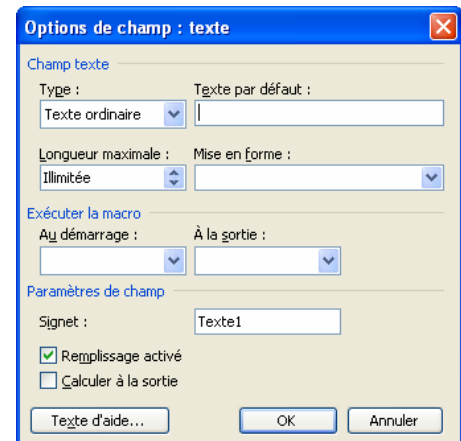 Options de champ : texte
Champ texte
Type :
Texte par défaut :
Texte ordinaire
Longueur maximale :
Mise en forme :
Illimitée
Exécuter la macro
Au démarrage :
À la sortie :
Paramètres de champ
Signet :
Texte1
Remplissage activé
Calculer à la sortie
Texte d'aide...
OK
Annuler